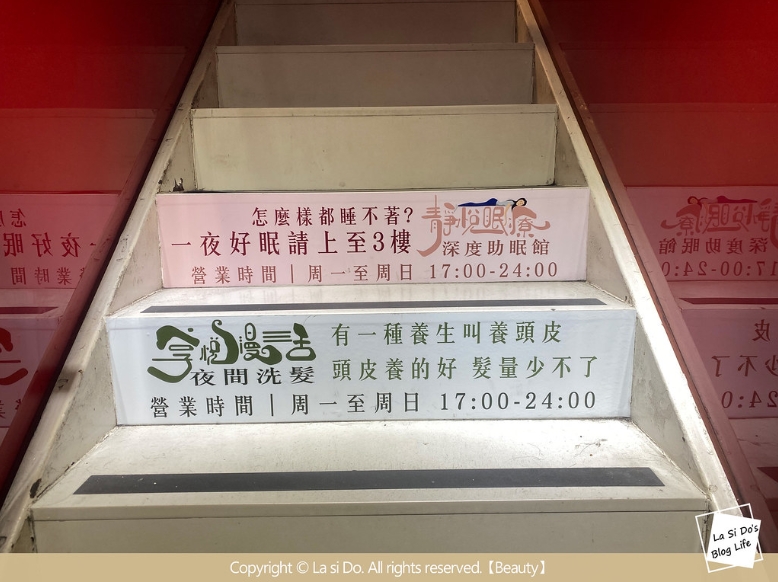 怎麼樣都睡不著?
一夜好眠請上至3樓
靜悅眠療
深度助眠館
營業時間｜周一至周日 17:00-24:00
享悅漫活
夜間洗髮
有一種養生叫養頭皮
頭皮養的好 髮量少不了
營業時間｜周一至周日 17:00-24:00
La Si Do's
Blog Life
Copyright © La si Do. All rights reserved.【Beauty】